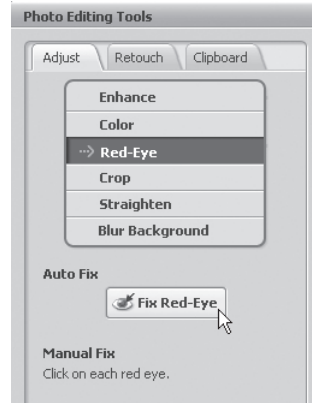 Photo Editing Tools
Adjust Retouch Clipboard
Enhance
Color
Red-Eye
Crop
Straighten
Blur Background
Auto Fix
Fix Red-Eye
Manual Fix
Click on each red eye.